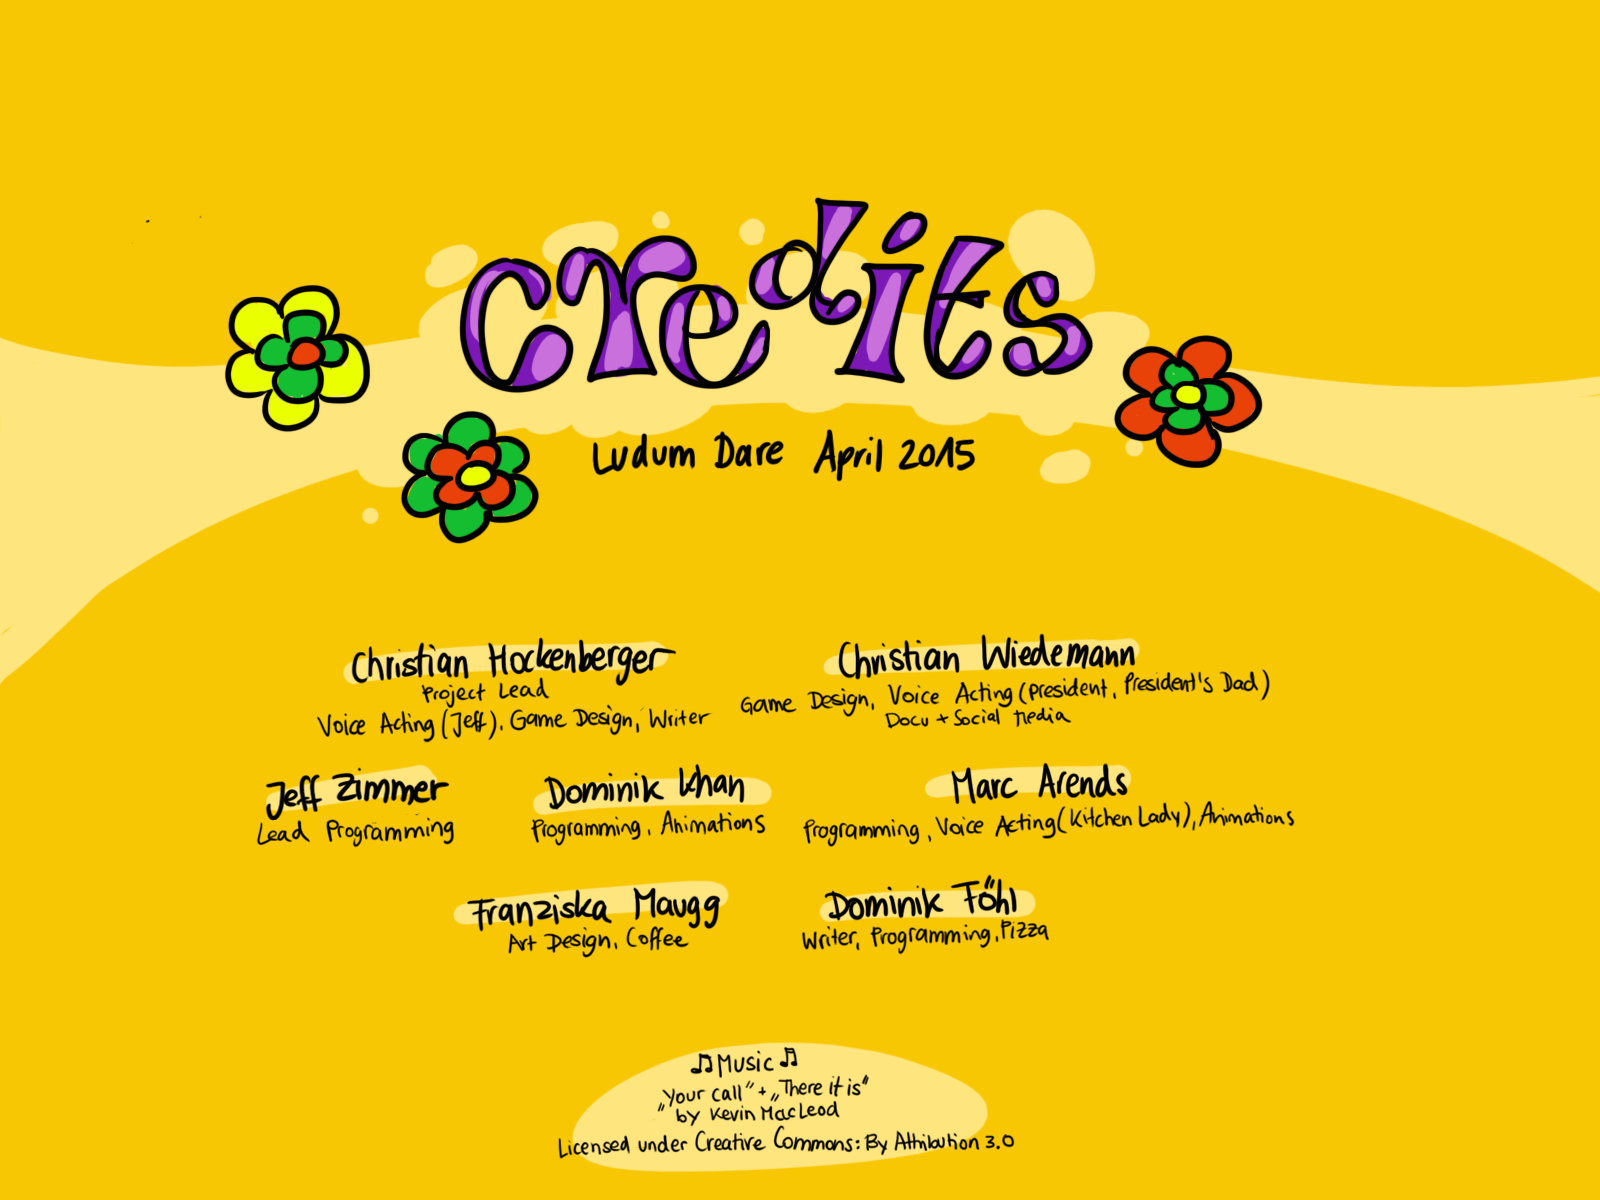 Credits
Ludum Dare April 2015
Christian Hockenberger
Project Lead
Voice Acting (Jeff), Game Design, Writer
Christian Wiedemann
Game Design, Voice Acting (President, President's Dad)
Docu + Social Media
Jeff Zimmer
Lead Programming
Dominik Khan
Programming, Animations
Marc Arends
Programming, Voice Acting (Kitchen Lady), Animations
Franziska Maugg
Art Design, Coffee
Dominik Föhl
Writer, Programming, Pizza
♫ Music ♫
„Your call" + „There it is"
by Kevin MacLeod
Licensed under Creative Commons: By Attribution 3.0